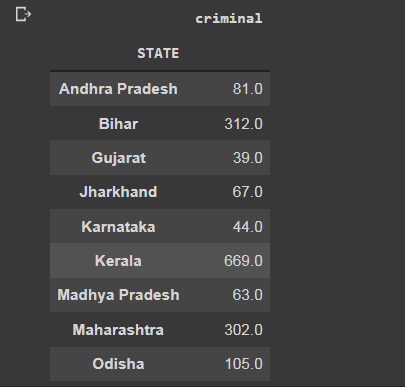 criminal
STATE
Andhra Pradesh 81.0
Bihar 312.0
Gujarat 39.0
Jharkhand 67.0
Karnataka 44.0
Kerala 669.0
Madhya Pradesh 63.0
Maharashtra 302.0
Odisha 105.0